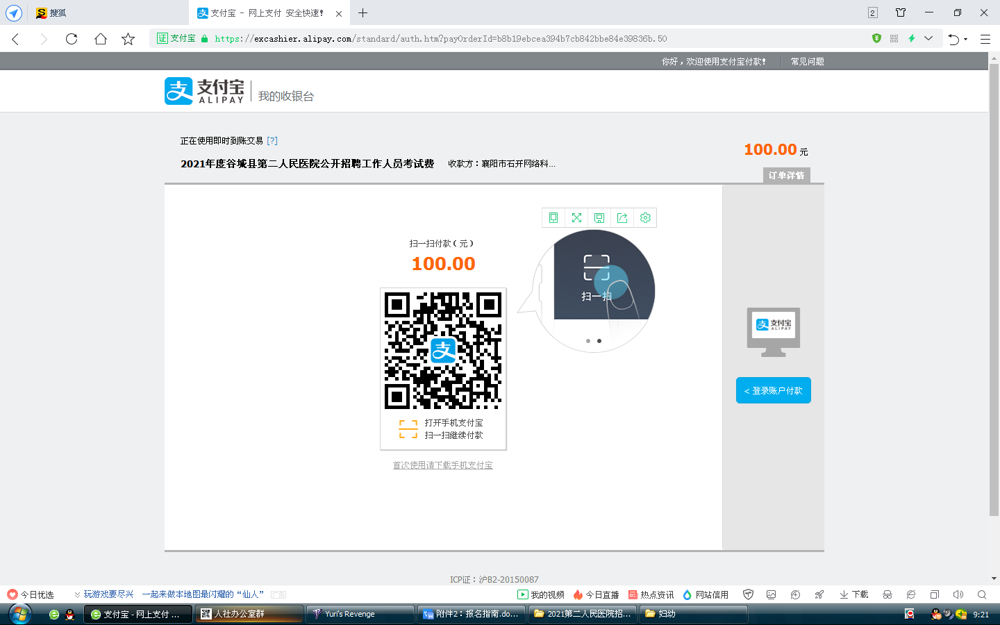 搜狐
支付宝 - 网上支付 安全快速！
2
证 支付宝 https://excashier.alipay.com/standard/auth.htm?payOrderId=b8b19ebcea394b7cb842bbe84e39836b.50
你好，欢迎使用支付宝付款！
常见问题
支 支付宝 ALIPAY
我的收银台
正在使用即时到账交易 [?]
2021年度谷城县第二人民医院公开招聘工作人员考试费 收款方：襄阳市石开网络科...
100.00 元
订单详情
扫一扫付款（元）
100.00
扫一扫
支
打开手机支付宝
扫一扫继续付款
首次使用请下载手机支付宝
支 支付宝 ALIPAY
< 登录账户付款
ICP证：沪B2-20150087
今日优选 玩游戏要尽兴 一起来做本地图最闪耀的“仙人” 广告
我的视频 今日直播 热点资讯 网站信用 下载
支付宝 - 网上支付 ... 人社办公室群 Yuri's Revenge 附件2：报名指南.do... 2021第二人民医院招... 妇幼 9:21